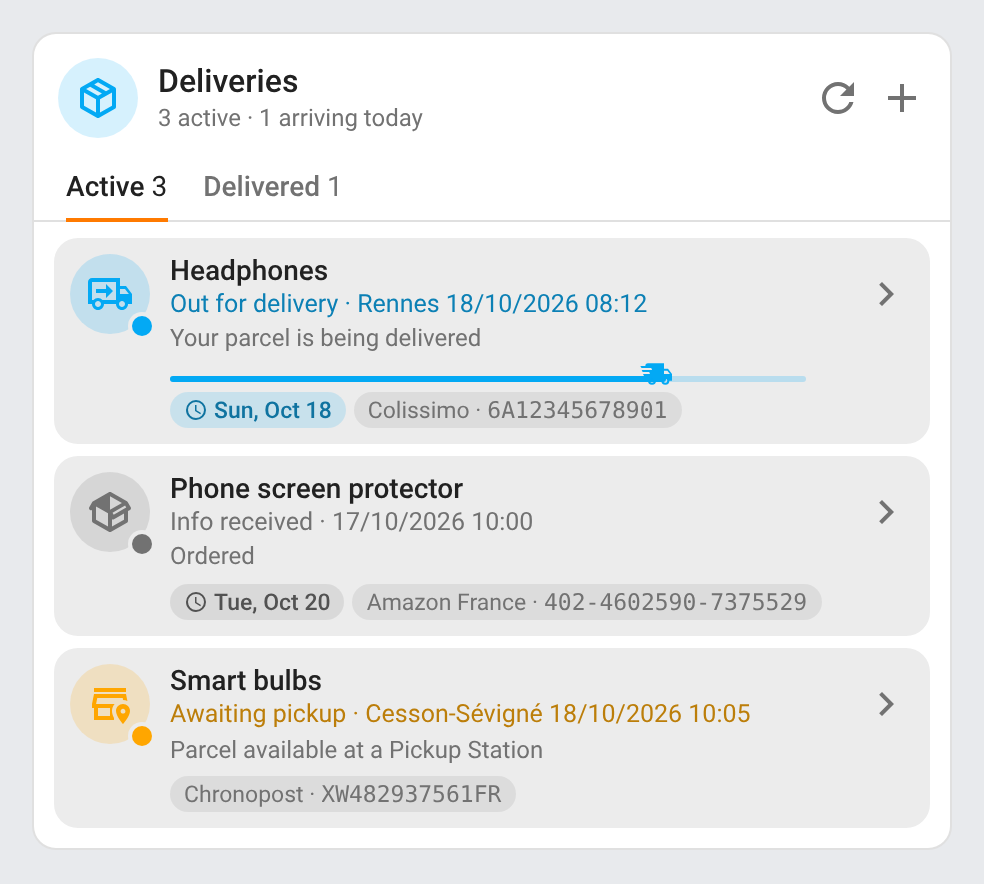 Deliveries
3 active · 1 arriving today
Active 3
Delivered 1
Headphones
Out for delivery · Rennes 18/10/2026 08:12
Your parcel is being delivered
Sun, Oct 18
Colissimo · 6A12345678901
Phone screen protector
Info received · 17/10/2026 10:00
Ordered
Tue, Oct 20
Amazon France · 402-4602590-7375529
Smart bulbs
Awaiting pickup · Cesson-Sévigné 18/10/2026 10:05
Parcel available at a Pickup Station
Chronopost · XW482937561FR